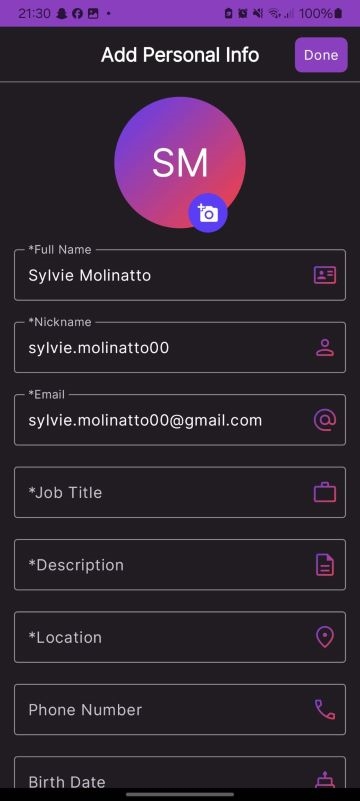 21:30
100%
Add Personal Info
Done
SM
*Full Name
Sylvie Molinatto
*Nickname
sylvie.molinatto00
*Email
sylvie.molinatto00@gmail.com
*Job Title
*Description
*Location
Phone Number
Birth Date